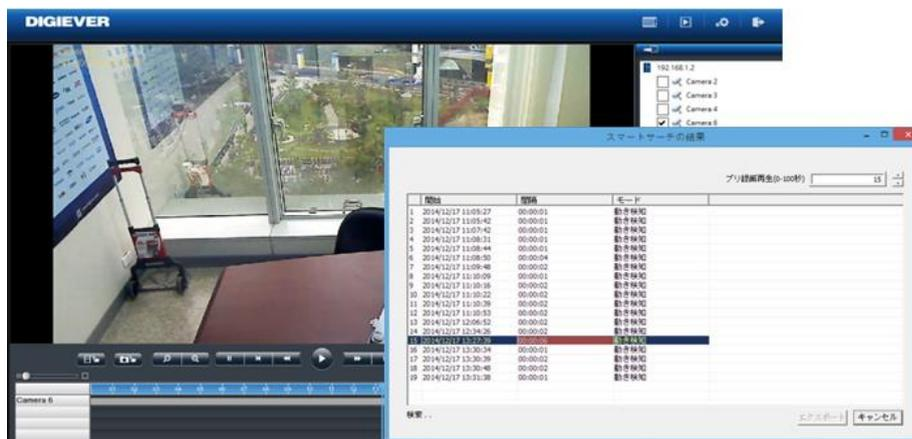 DIGIEVER
192.168.1.2
Camera 2
Camera 3
Camera 4
Camera 6
スマートサーチの結果
プリ録画再生(0-100秒) 15
開始 間隔 モード
1 2014/12/17 11:05:27 00:00:01 動き検知
2 2014/12/17 11:05:42 00:00:01 動き検知
3 2014/12/17 11:07:42 00:00:01 動き検知
4 2014/12/17 11:08:31 00:00:01 動き検知
5 2014/12/17 11:08:44 00:00:01 動き検知
6 2014/12/17 11:08:50 00:00:04 動き検知
7 2014/12/17 11:09:48 00:00:02 動き検知
8 2014/12/17 11:10:09 00:00:01 動き検知
9 2014/12/17 11:10:16 00:00:02 動き検知
10 2014/12/17 11:10:22 00:00:02 動き検知
11 2014/12/17 11:10:39 00:00:02 動き検知
12 2014/12/17 11:10:53 00:00:02 動き検知
13 2014/12/17 12:06:52 00:00:02 動き検知
14 2014/12/17 12:34:26 00:00:02 動き検知
15 2014/12/17 13:27:39 00:00:06 動き検知
16 2014/12/17 13:30:34 00:00:01 動き検知
17 2014/12/17 13:30:39 00:00:02 動き検知
18 2014/12/17 13:30:48 00:00:02 動き検知
19 2014/12/17 13:31:38 00:00:01 動き検知
Camera 6
検索 . .
エクスポート キャンセル